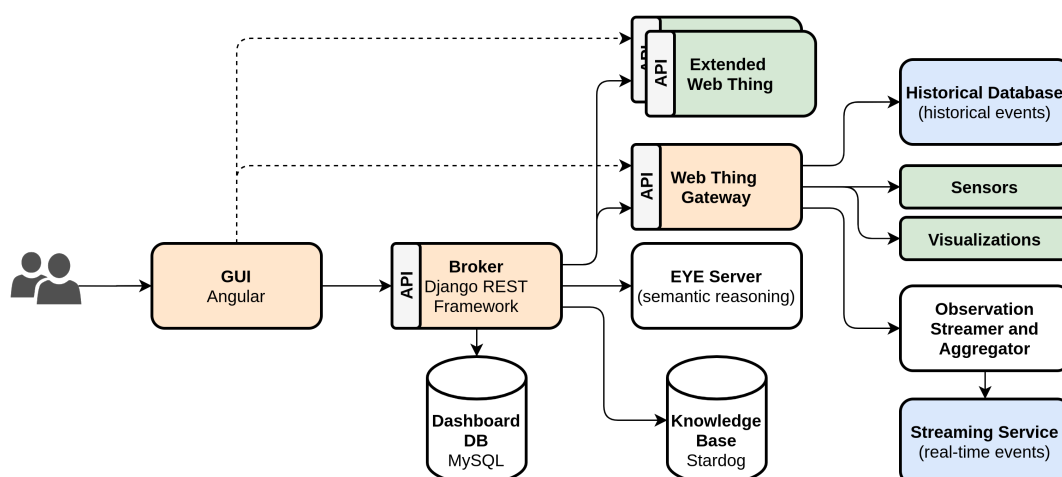 API
API
Extended
Web Thing
Historical Database
(historical events)
API
Web Thing
Gateway
Sensors
Visualizations
GUI
Angular
API
Broker
Django REST
Framework
EYE Server
(semantic reasoning)
Observation
Streamer and
Aggregator
Dashboard
DB
MySQL
Knowledge
Base
Stardog
Streaming Service
(real-time events)